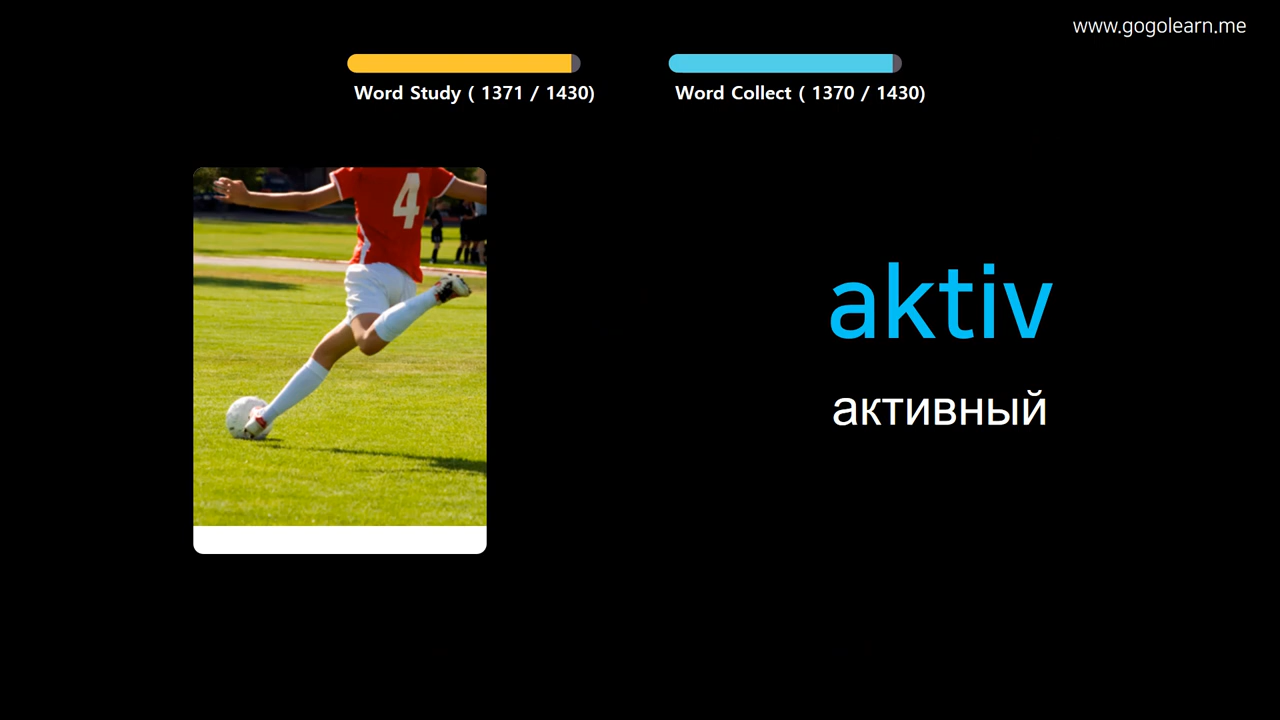 www.gogolearn.me
Word Study ( 1371 / 1430)
Word Collect ( 1370 / 1430)
4
aktiv
активный